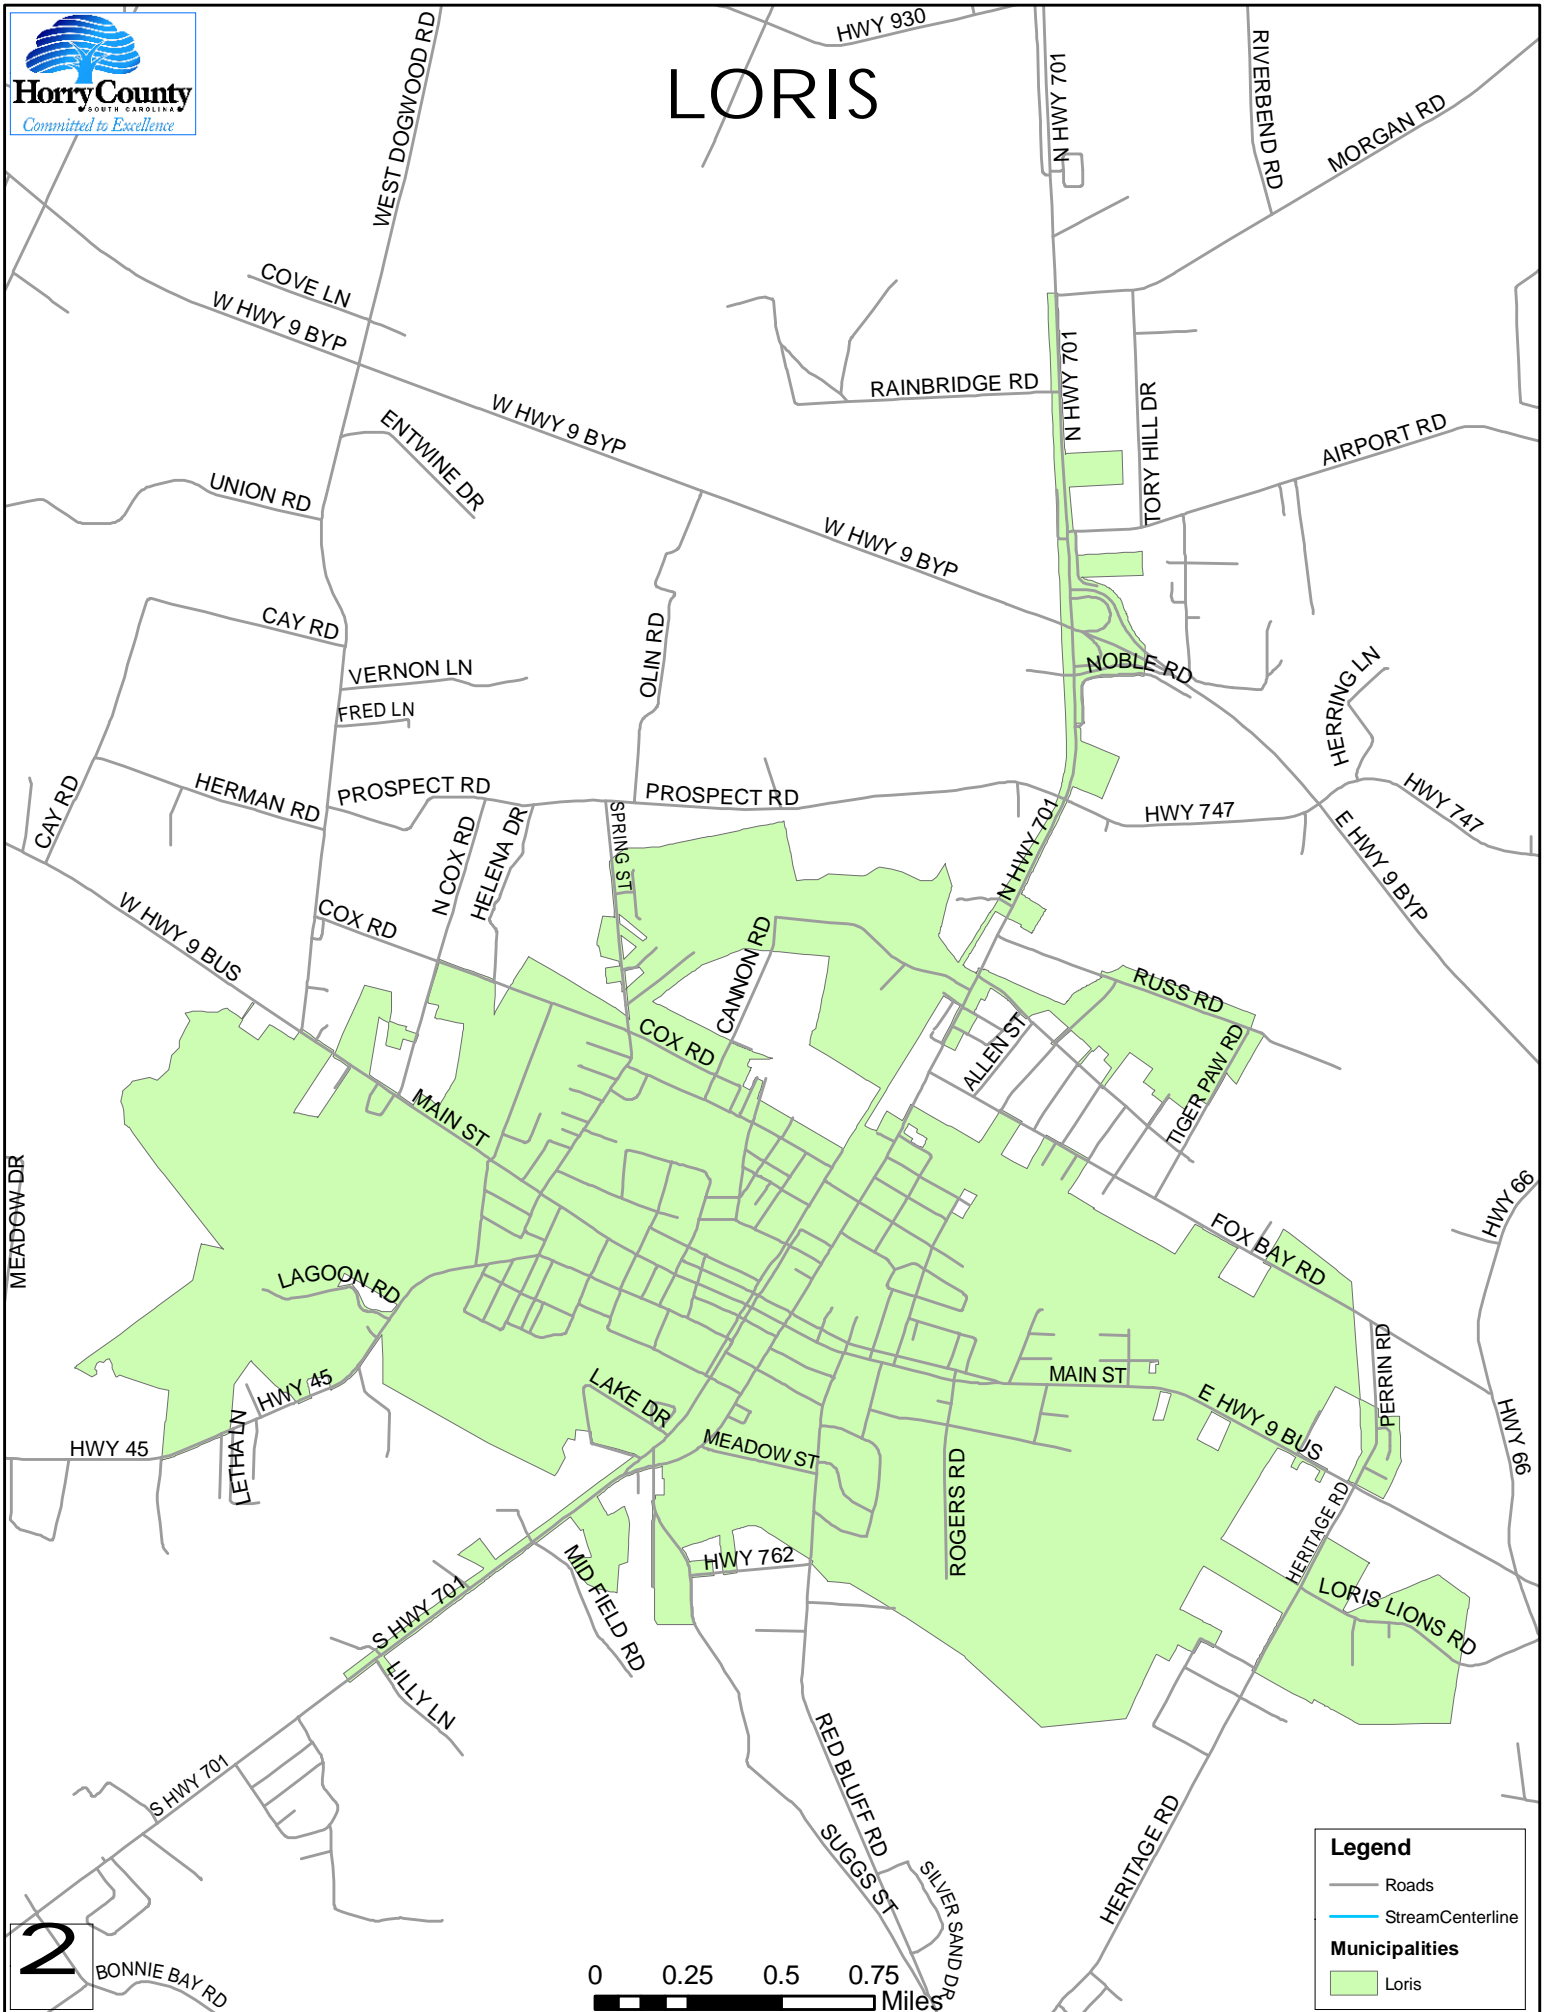 HorryCounty
SOUTH CAROLINA
Committed to Excellence
LORIS
HWY 930
WEST DOGWOOD RD
N HWY 701
RIVERBEND RD
MORGAN RD
COVE LN
W HWY 9 BYP
RAINBRIDGE RD
N HWY 701
TORY HILL DR
W HWY 9 BYP
ENTWINE DR
AIRPORT RD
UNION RD
W HWY 9 BYP
CAY RD
OLIN RD
VERNON LN
NOBLE RD
HERRING LN
FRED LN
HERMAN RD
PROSPECT RD
PROSPECT RD
HWY 747
HWY 747
CAY RD
SPRING ST
N COX RD
HELENA DR
N HWY 701
E HWY 9 BYP
COX RD
W HWY 9 BUS
CANNON RD
RUSS RD
COX RD
ALLEN ST
TIGER PAW RD
MAIN ST
MEADOW DR
HWY 66
FOX BAY RD
LAGOON RD
PERRIN RD
MAIN ST
HWY 45
LAKE DR
E HWY 9 BUS
HWY 66
HWY 45
LETHA LN
MEADOW ST
ROGERS RD
HERITAGE RD
HWY 762
MID FIELD RD
LORIS LIONS RD
S HWY 701
LILLY LN
RED BLUFF RD
S HWY 701
SUGGS ST
SILVER SAND DR
HERITAGE RD
BONNIE BAY RD
2
0 0.25 0.5 0.75
Miles
Legend
Roads
StreamCenterline
Municipalities
Loris